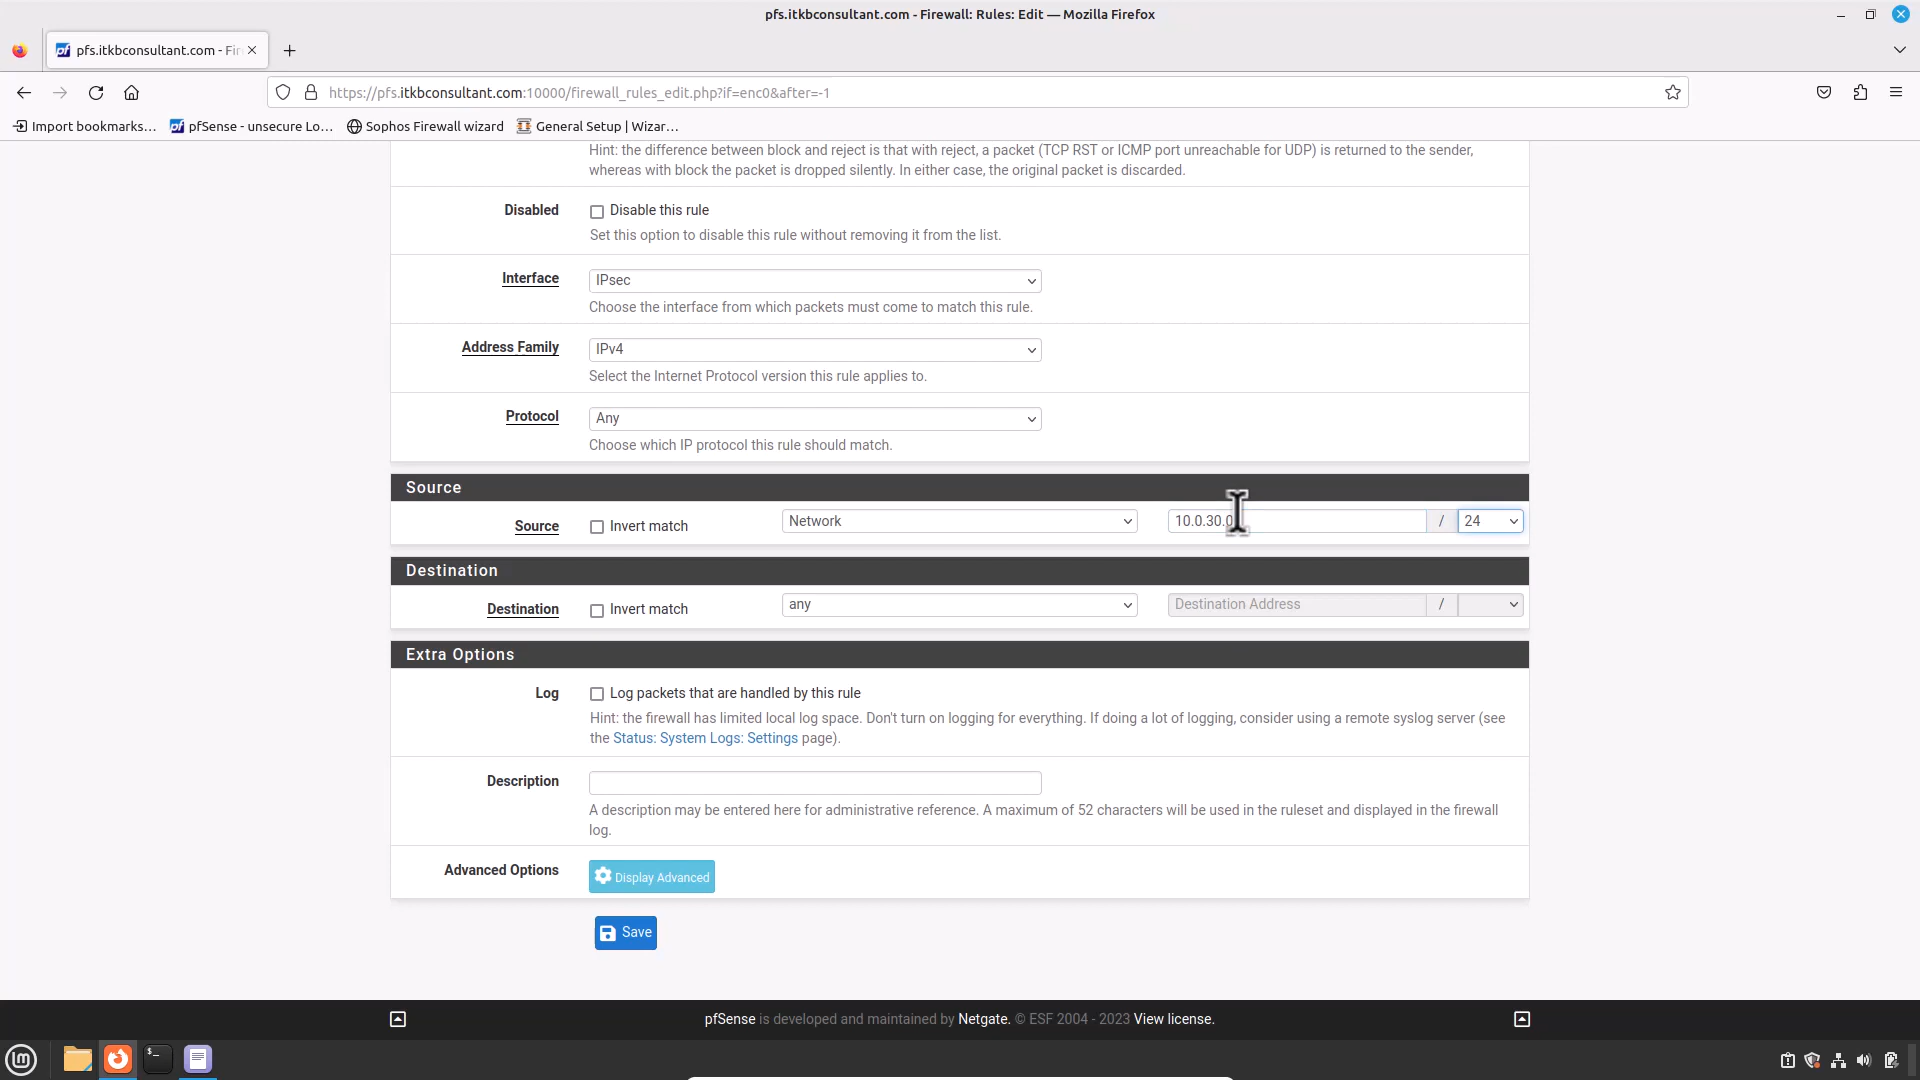 pfs.itkbconsultant.com - Firewall: Rules: Edit — Mozilla Firefox
pfs.itkbconsultant.com - Fir
https://pfs.itkbconsultant.com:10000/firewall_rules_edit.php?if=enc0&after=-1
Import bookmarks... pfSense - unsecure Lo... Sophos Firewall wizard General Setup | Wizar...
Hint: the difference between block and reject is that with reject, a packet (TCP RST or ICMP port unreachable for UDP) is returned to the sender,
whereas with block the packet is dropped silently. In either case, the original packet is discarded.
Disabled Disable this rule
Set this option to disable this rule without removing it from the list.
Interface IPsec
Choose the interface from which packets must come to match this rule.
Address Family IPv4
Select the Internet Protocol version this rule applies to.
Protocol Any
Choose which IP protocol this rule should match.
Source
Source Invert match Network 10.0.30.0 / 24
Destination
Destination Invert match any Destination Address /
Extra Options
Log Log packets that are handled by this rule
Hint: the firewall has limited local log space. Don't turn on logging for everything. If doing a lot of logging, consider using a remote syslog server (see
the Status: System Logs: Settings page).
Description
A description may be entered here for administrative reference. A maximum of 52 characters will be used in the ruleset and displayed in the firewall
log.
Advanced Options Display Advanced
Save
pfSense is developed and maintained by Netgate. © ESF 2004 - 2023 View license.